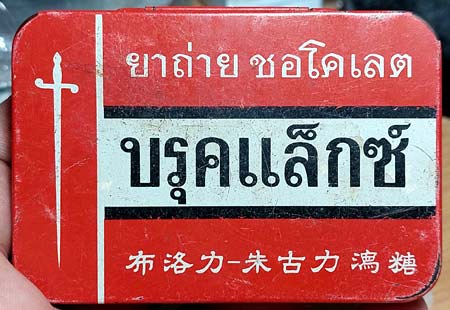 ยาถ่าย ชอโคเลต
บรุคแล็กซ์
布洛力-朱古力瀉糖